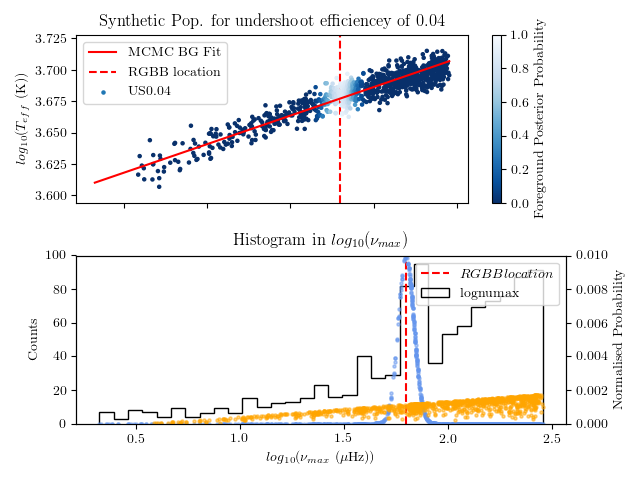 Synthetic Pop. for undershoot efficiencey of 0.04
3.725
3.700
3.675
3.650
3.625
3.600
log10(Teff (K))
MCMC BG Fit
RGBB location
US0.04
1.0
0.8
0.6
0.4
0.2
0.0
Foreground Posterior Probability
Histogram in log10(νmax)
100
80
60
40
20
0
Counts
RGBBlocation
lognumax
0.010
0.008
0.006
0.004
0.002
0.000
Normalised Probability
0.5 1.0 1.5 2.0 2.5
log10(νmax (μHz))